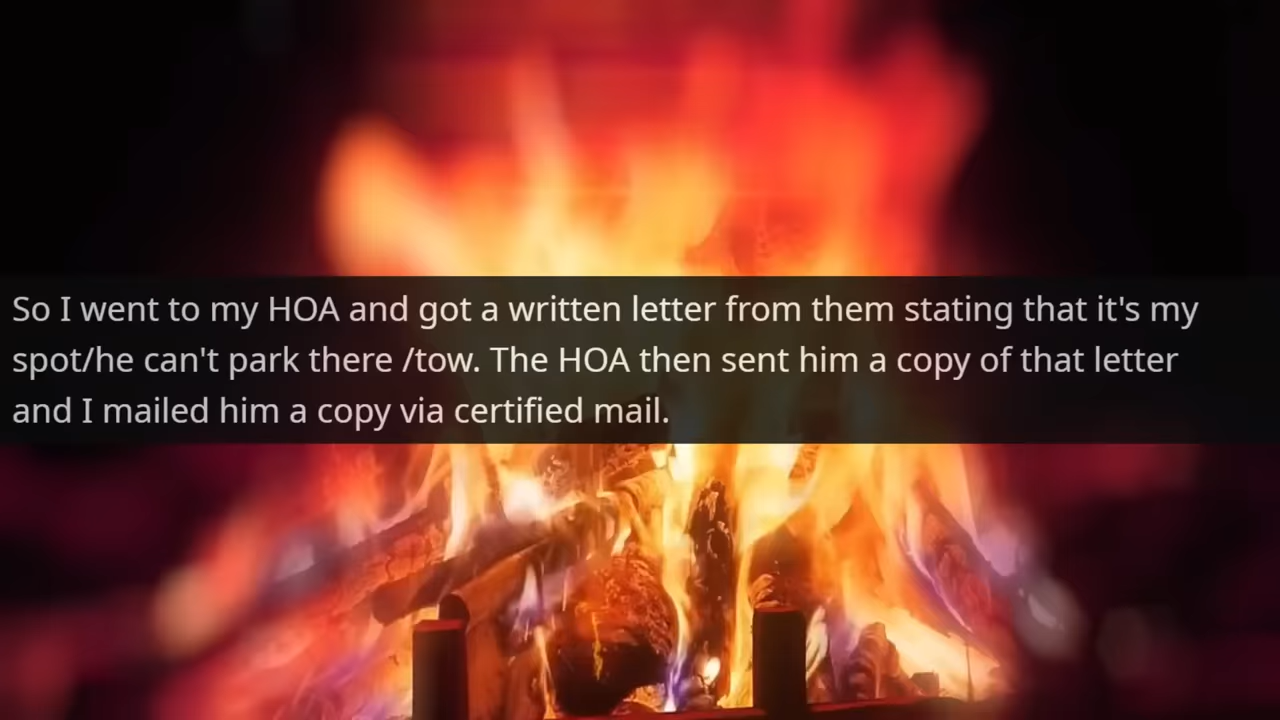 So I went to my HOA and got a written letter from them stating that it's my
spot/he can't park there /tow. The HOA then sent him a copy of that letter
and I mailed him a copy via certified mail.